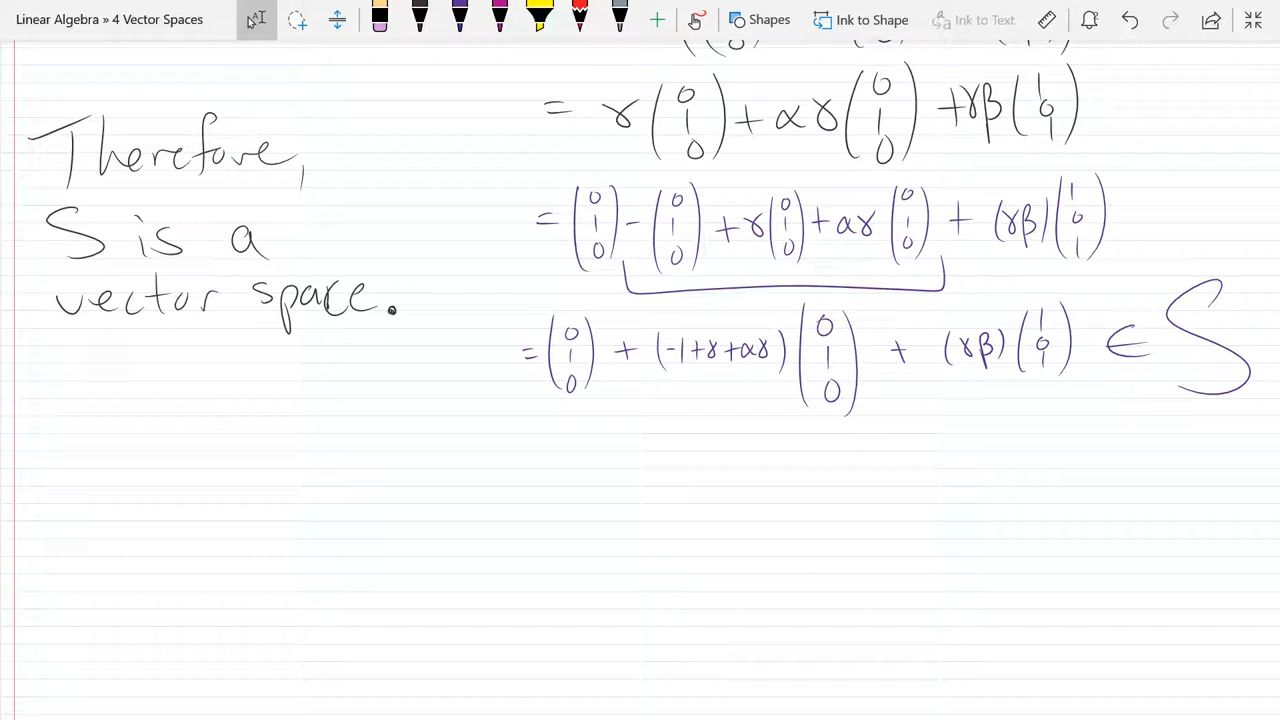 Linear Algebra » 4 Vector Spaces
Shapes
Ink to Shape
Ink to Text
Therefore,
S is a
vector space.
= γ (0 1 0) + αγ (0 1 0) + γβ (1 0 1)
= (0 1 0) - (0 1 0) + γ (0 1 0) + αγ (0 1 0) + (γβ) (1 0 1)
= (0 1 0) + (-1+γ+αγ) (0 1 0) + (γβ) (1 0 1) ∈ S